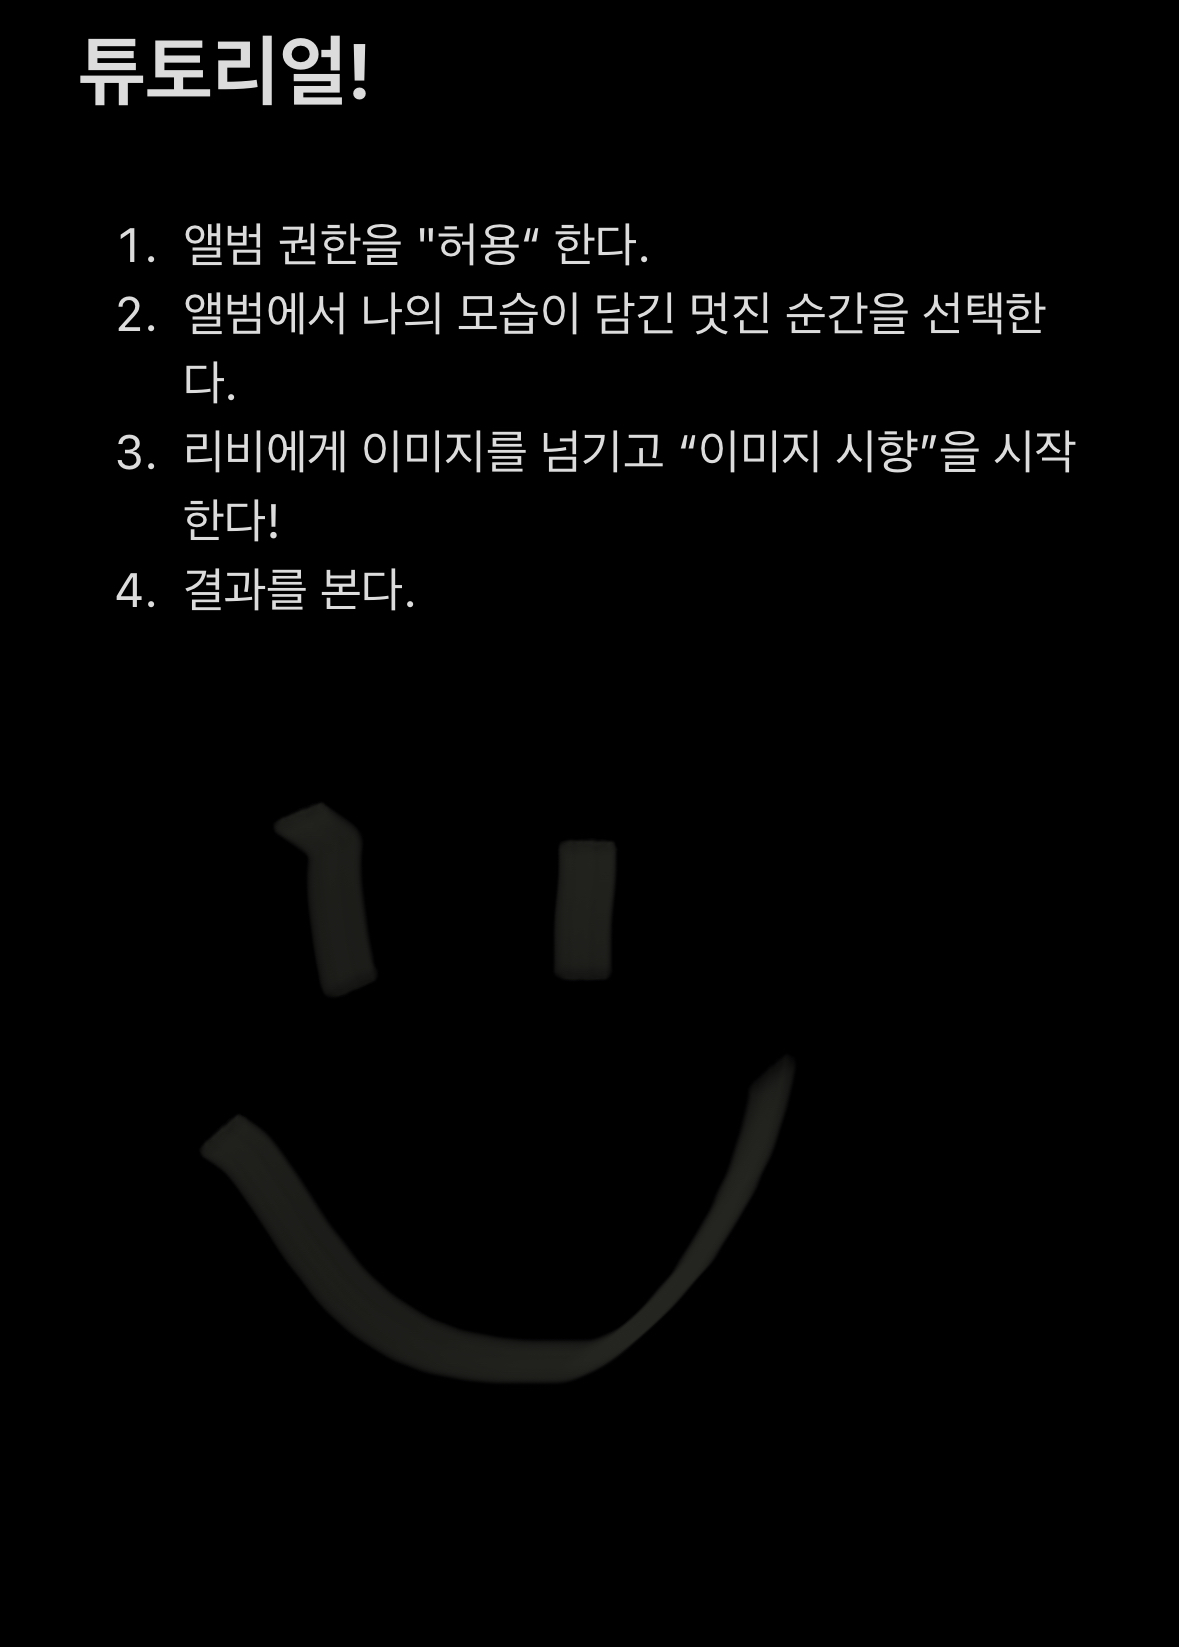 튜토리얼!
1. 앨범 권한을 "허용“ 한다.
2. 앨범에서 나의 모습이 담긴 멋진 순간을 선택한
다.
3. 리비에게 이미지를 넘기고 “이미지 시향”을 시작
한다!
4. 결과를 본다.